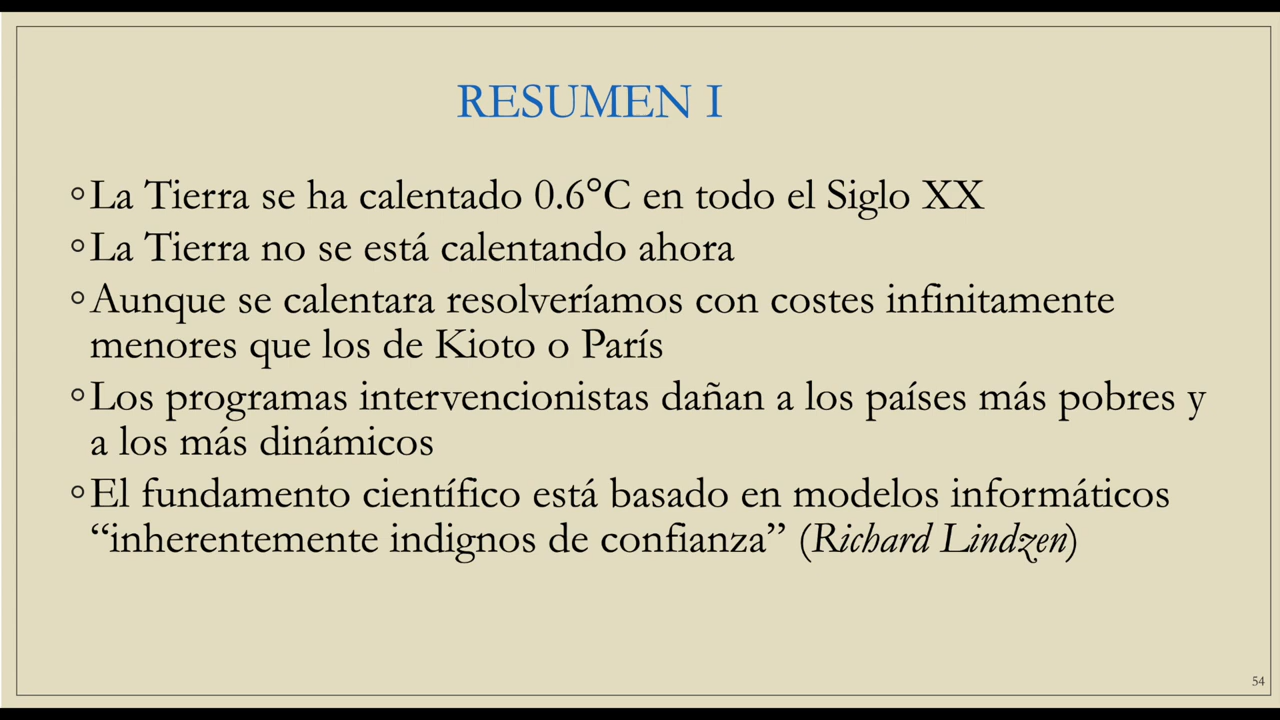 RESUMEN I
◦La Tierra se ha calentado 0.6°C en todo el Siglo XX
◦La Tierra no se está calentando ahora
◦Aunque se calentara resolveríamos con costes infinitamente
menores que los de Kioto o París
◦Los programas intervencionistas dañan a los países más pobres y
a los más dinámicos
◦El fundamento científico está basado en modelos informáticos
“inherentemente indignos de confianza” (Richard Lindzen)
54